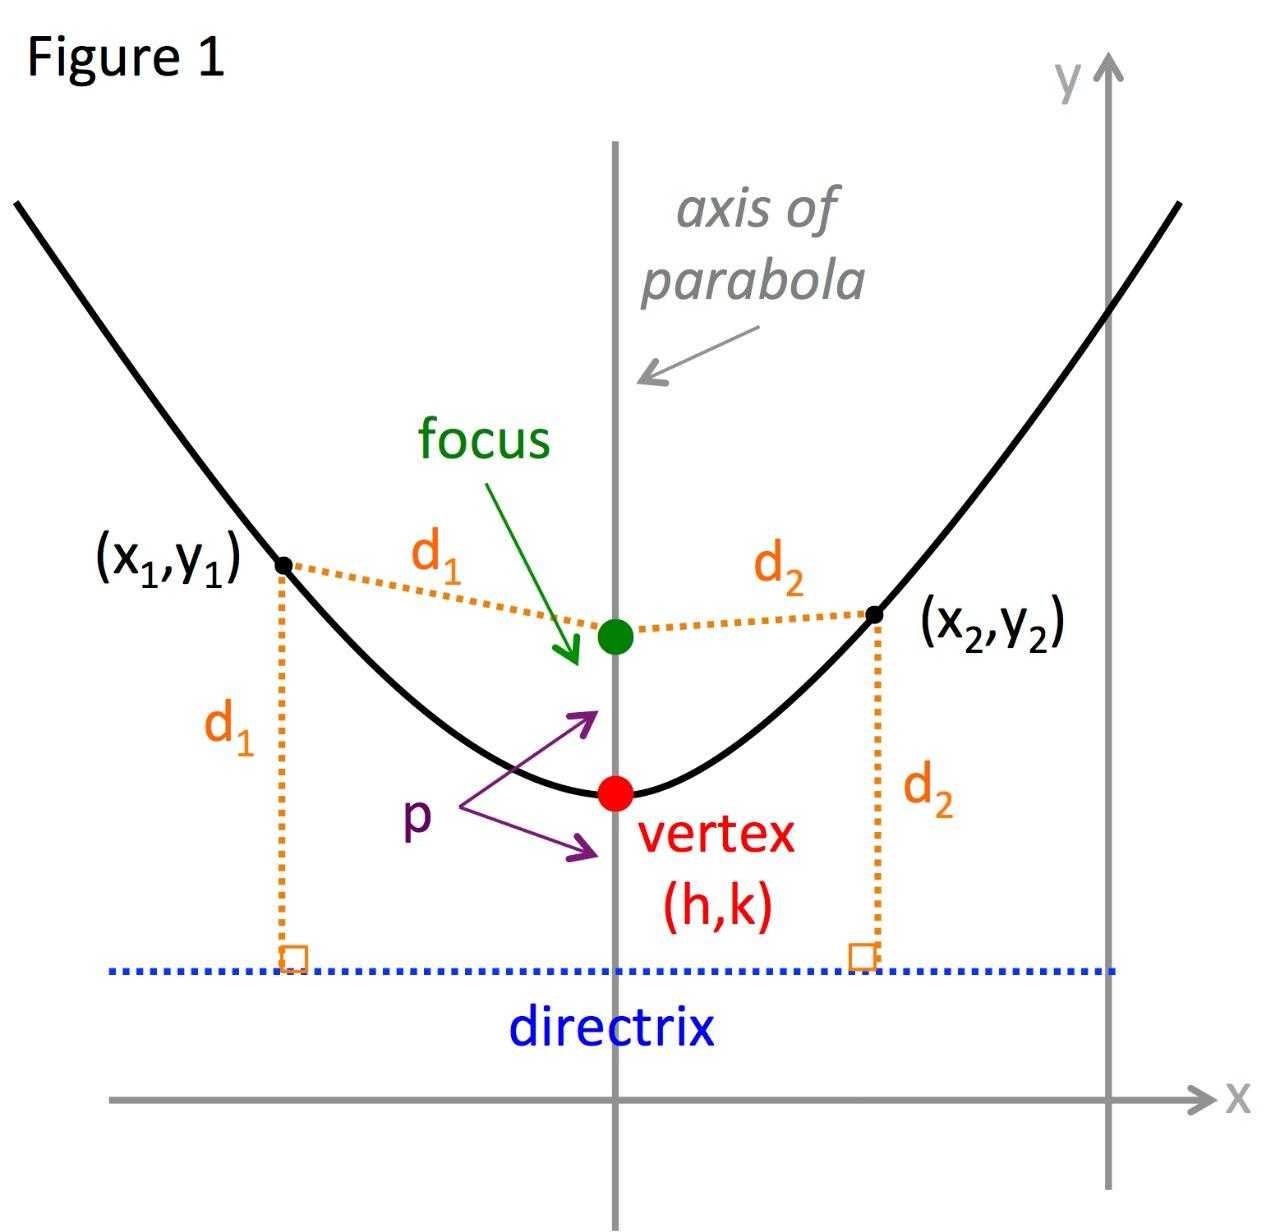 Figure 1
y
axis of
parabola
focus
(x₁,y₁)
d₁
d₂
(x₂,y₂)
d₁
p
d₂
vertex
(h,k)
directrix
x